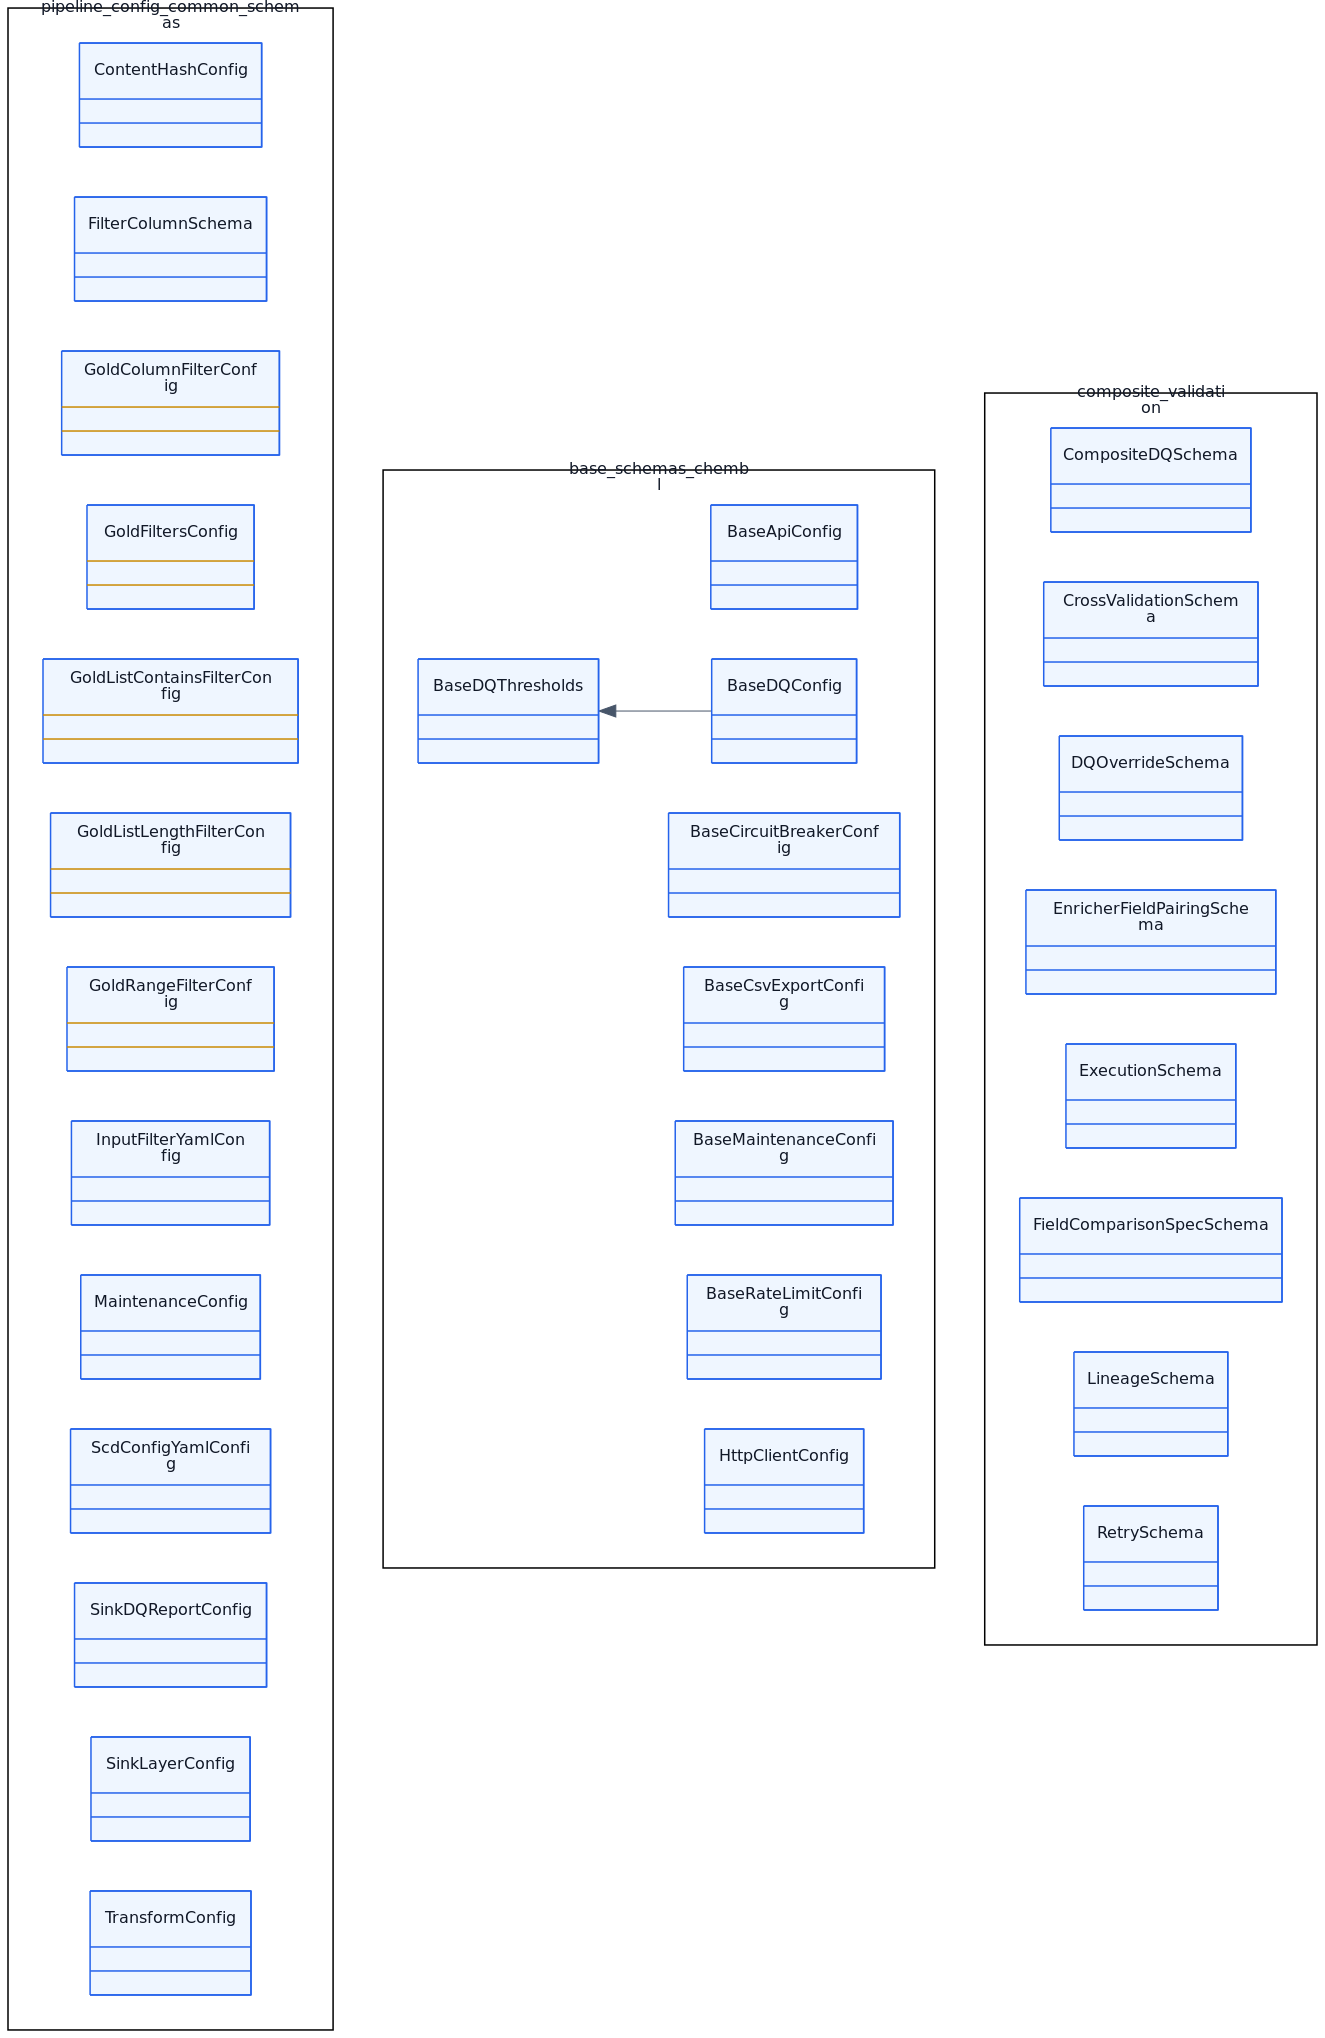 pipeline_config_common_schem
as
ContentHashConfig
FilterColumnSchema
GoldColumnFilterConf
ig
GoldFiltersConfig
GoldListContainsFilterCon
fig
GoldListLengthFilterCon
fig
GoldRangeFilterConf
ig
InputFilterYamlCon
fig
MaintenanceConfig
ScdConfigYamlConfi
g
SinkDQReportConfig
SinkLayerConfig
TransformConfig
base_schemas_chemb
l
BaseApiConfig
BaseDQThresholds
BaseDQConfig
BaseCircuitBreakerConf
ig
BaseCsvExportConfi
g
BaseMaintenanceConfi
g
BaseRateLimitConfi
g
HttpClientConfig
composite_validati
on
CompositeDQSchema
CrossValidationSchem
a
DQOverrideSchema
EnricherFieldPairingSche
ma
ExecutionSchema
FieldComparisonSpecSchema
LineageSchema
RetrySchema